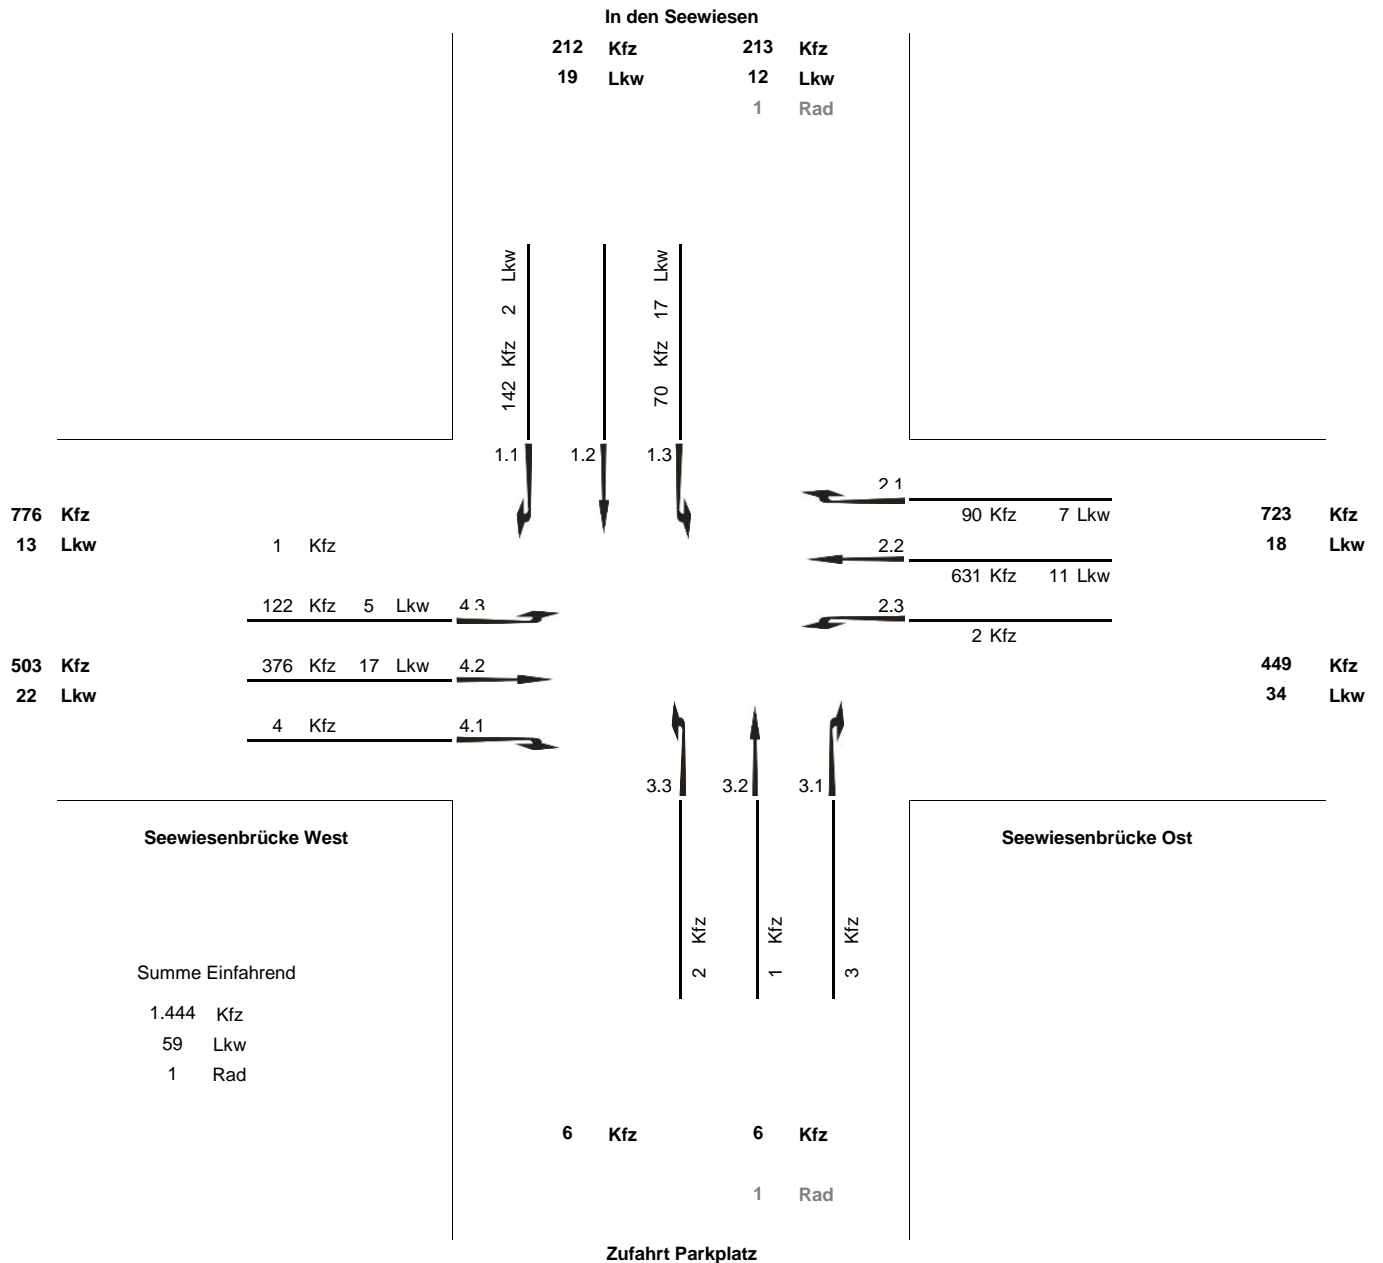 In den Seewiesen
212 Kfz 213 Kfz
19 Lkw 12 Lkw
1 Rad
142 Kfz 2 Lkw
70 Kfz 17 Lkw
1.1 1.2 1.3
2.1
90 Kfz 7 Lkw
776 Kfz
13 Lkw
1 Kfz
723 Kfz
18 Lkw
2.2
631 Kfz 11 Lkw
122 Kfz 5 Lkw 4.3
2.3
2 Kfz
503 Kfz
22 Lkw
376 Kfz 17 Lkw 4.2
449 Kfz
34 Lkw
4 Kfz 4.1
3.3 3.2 3.1
Seewiesenbrücke West
Seewiesenbrücke Ost
2 Kfz
1 Kfz
3 Kfz
Summe Einfahrend
1.444 Kfz
59 Lkw
1 Rad
6 Kfz 6 Kfz
1 Rad
Zufahrt Parkplatz